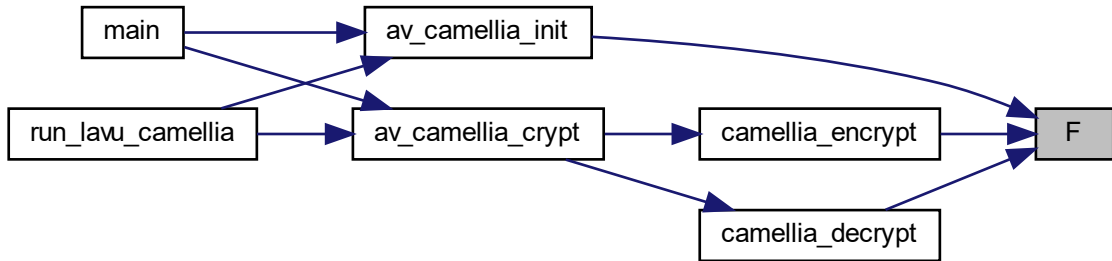 main
av_camellia_init
run_lavu_camellia
av_camellia_crypt
camellia_encrypt
F
camellia_decrypt